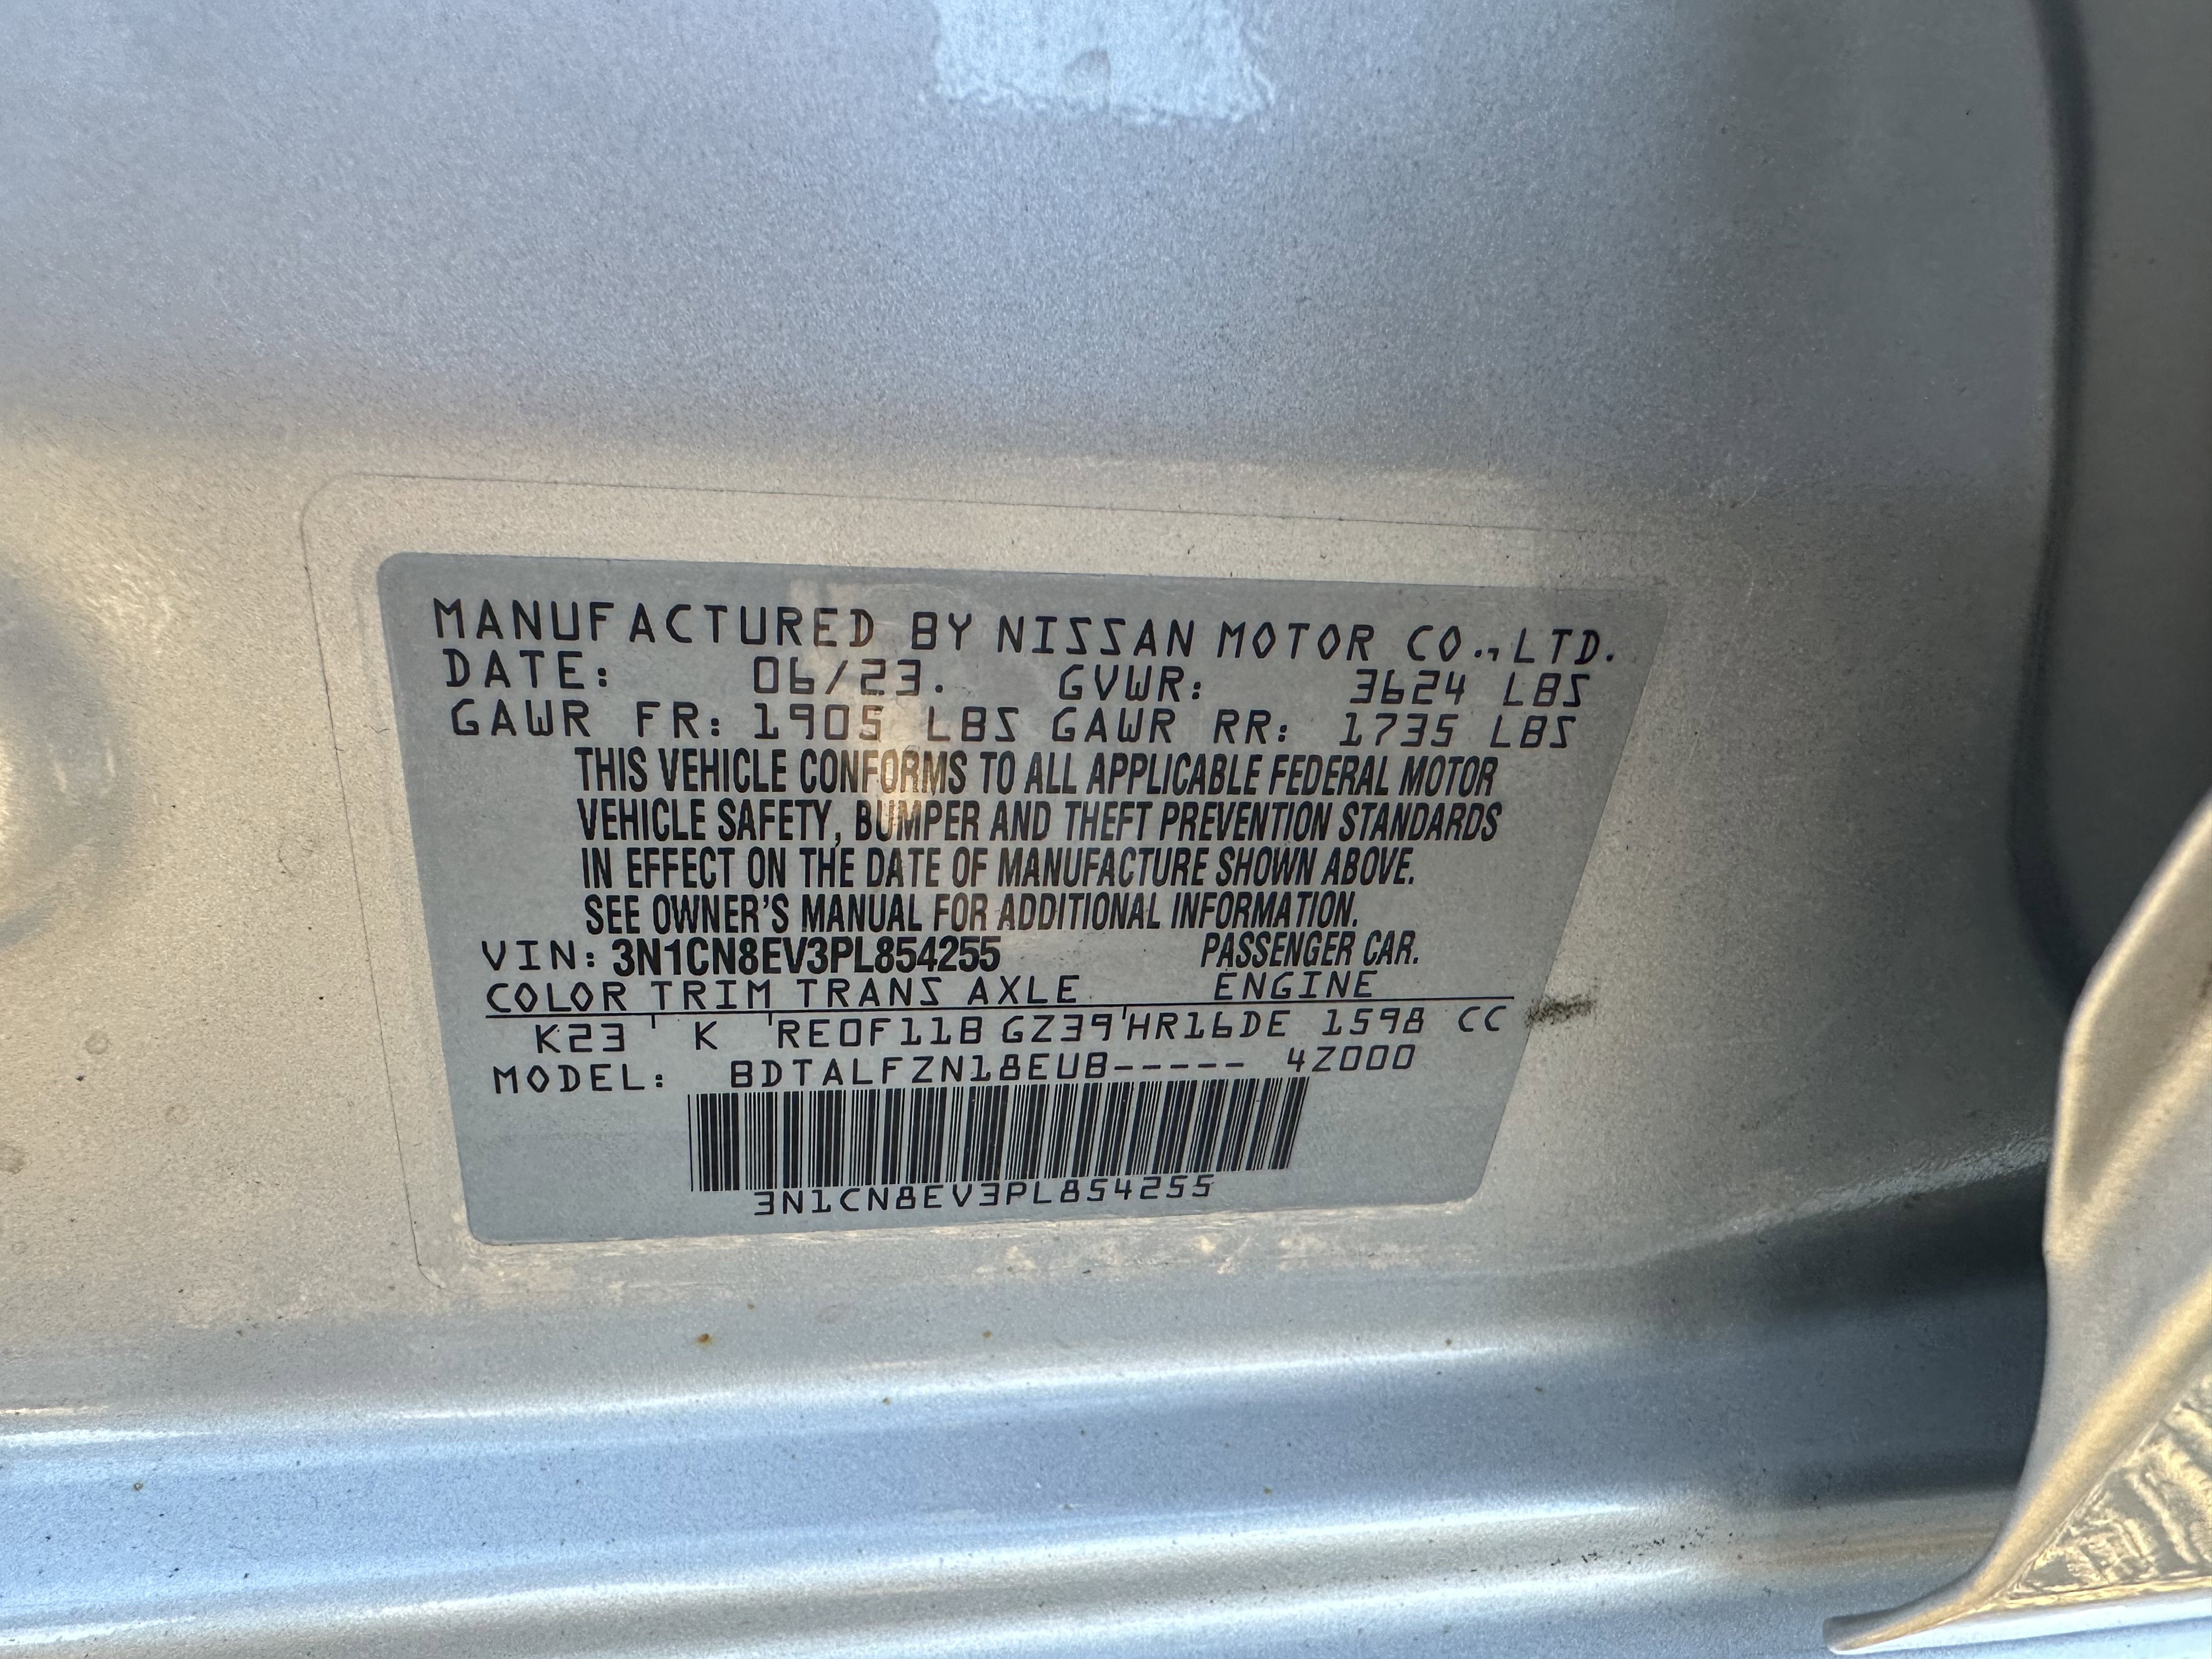 MANUFACTURED BY NISSAN MOTOR CO., LTD.
DATE: 06/23. GVWR: 3624 LBS
GAWR FR: 1905 LBS GAWR RR: 1735 LBS
THIS VEHICLE CONFORMS TO ALL APPLICABLE FEDERAL MOTOR
VEHICLE SAFETY, BUMPER AND THEFT PREVENTION STANDARDS
IN EFFECT ON THE DATE OF MANUFACTURE SHOWN ABOVE.
SEE OWNER'S MANUAL FOR ADDITIONAL INFORMATION.
VIN: 3N1CN8EV3PL854255 PASSENGER CAR.
COLOR TRIM TRANS AXLE ENGINE
K23 K RE0F11B GZ39 HR16DE 1598 CC
MODEL: BDTALFZN18EUB----- 4Z000
3N1CN8EV3PL854255